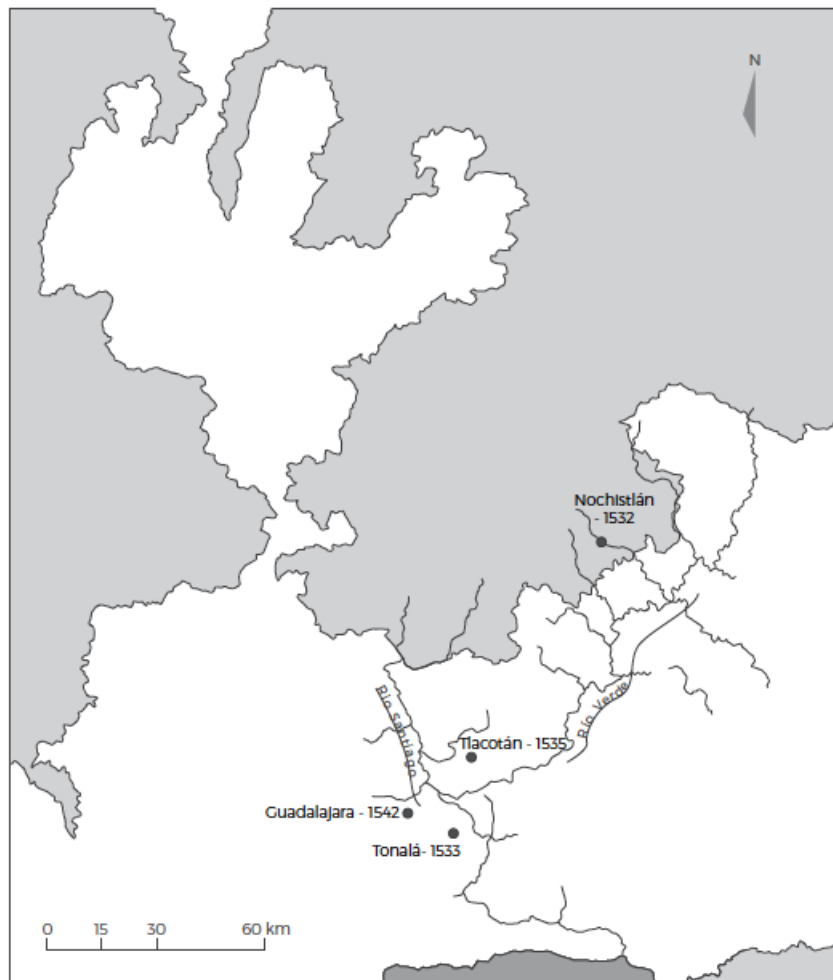 N
Nochistlán
- 1532
Río Santiago
Río Verde
Tlacotán - 1535
Guadalajara - 1542
Tonalá- 1533
0 15 30 60 km